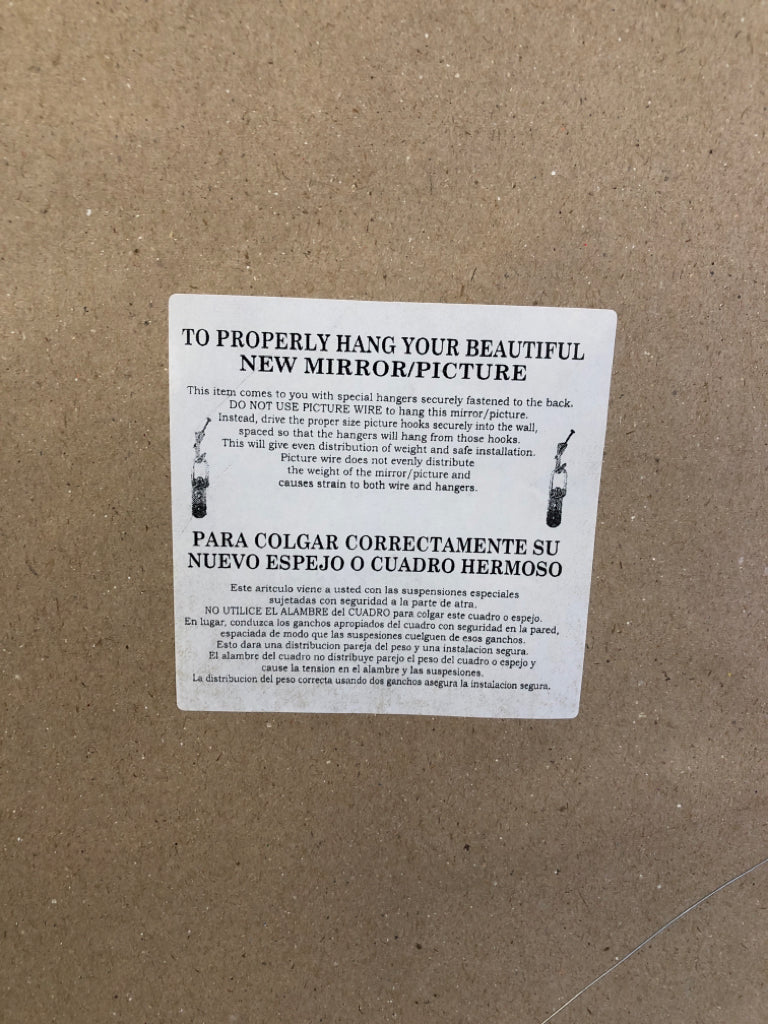 TO PROPERLY HANG YOUR BEAUTIFUL
NEW MIRROR/PICTURE
This item comes to you with special hangers securely fastened to the back.
DO NOT USE PICTURE WIRE to hang this mirror/picture.
Instead, drive the proper size picture hooks securely into the wall,
spaced so that the hangers will hang from those hooks.
This will give even distribution of weight and safe installation.
Picture wire does not evenly distribute
the weight of the mirror/picture and
causes strain to both wire and hangers.
PARA COLGAR CORRECTAMENTE SU
NUEVO ESPEJO O CUADRO HERMOSO
Este aritculo viene a usted con las suspensiones especiales
sujetadas con seguridad a la parte de atra.
NO UTILICE EL ALAMBRE del CUADRO para colgar este cuadro o espejo.
En lugar, conduzca los ganchos apropiados del cuadro con seguridad en la pared,
espaciada de modo que las suspesiones cuelguen de esos ganchos.
Esto dara una distribucion pareja del peso y una instalacion segura.
El alambre del cuadro no distribuye parejo el peso del cuadro o espejo y
cause la tension en el alambre y las suspesiones.
La distribucion del peso correcta usando dos ganchos asegura la instalacion segura.